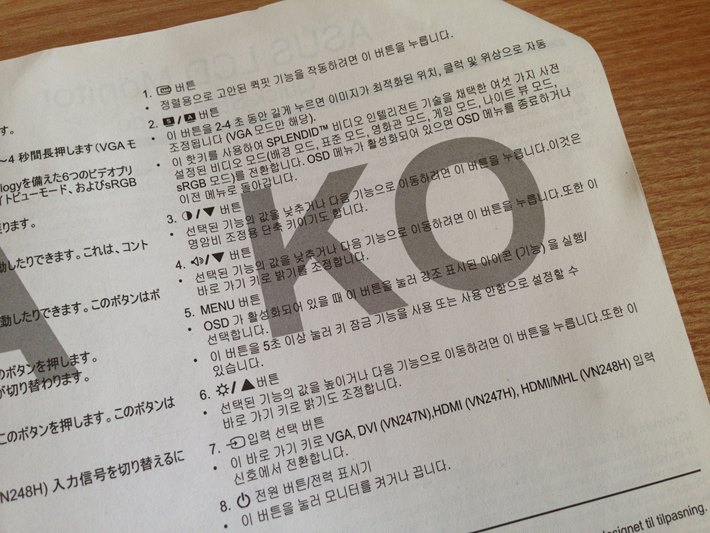 1. 버튼
• 정렬용으로 고안된 퀵핏 기능을 작동하려면 이 버튼을 누릅니다.
2. S / A 버튼
• 이 버튼을 2-4 초 동안 길게 누르면 이미지가 최적화된 위치, 클럭 및 위상으로 자동
조정됩니다 (VGA 모드만 해당).
• 이 핫키를 사용하여 SPLENDID™ 비디오 인텔리전트 기술을 채택한 여섯 가지 사전
설정된 비디오 모드(배경 모드, 표준 모드, 영화관 모드, 게임 모드, 나이트 뷰 모드,
sRGB 모드)를 전환합니다. OSD 메뉴가 활성화되어 있으면 OSD 메뉴를 종료하거나
이전 메뉴로 돌아갑니다.
3. ◑/▼ 버튼
• 선택된 기능의 값을 낮추거나 다음 기능으로 이동하려면 이 버튼을 누릅니다.이것은
명암비 조정용 단축 키이기도 합니다.
4. /▼ 버튼
• 선택된 기능의 값을 낮추거나 다음 기능으로 이동하려면 이 버튼을 누릅니다.또한 이
바로 가기 키로 밝기를 조정합니다.
5. MENU 버튼
• OSD 가 활성화되어 있을 때 이 버튼을 눌러 강조 표시된 아이콘 (기능) 을 실행/
선택합니다.
• 이 버튼을 5초 이상 눌러 키 잠금 기능을 사용 또는 사용 안함으로 설정할 수
있습니다.
6. ☼/▲버튼
• 선택된 기능의 값을 높이거나 다음 기능으로 이동하려면 이 버튼을 누릅니다.또한 이
바로 가기 키로 밝기도 조정합니다.
7. 입력 선택 버튼
• 이 바로 가기 키로 VGA, DVI (VN247N),HDMI (VN247H), HDMI/MHL (VN248H) 입력
신호에서 전환합니다.
8. ⏻ 전원 버튼/전력 표시기
• 이 버튼을 눌러 모니터를 켜거나 끕니다.
KO
A
す。
~4 秒間長押します(VGA モ
ologyを備えた6つのビデオプリ
イトビューモード、およびsRGB
戻ります。
動したりできます。これは、コント
動したりできます。このボタンはボ
のボタンを押します。
が切り替わります。
このボタンを押します。このボタンは
VN248H) 入力信号を切り替えるに
designet til tilpasning.
ASUS LCD Monitor